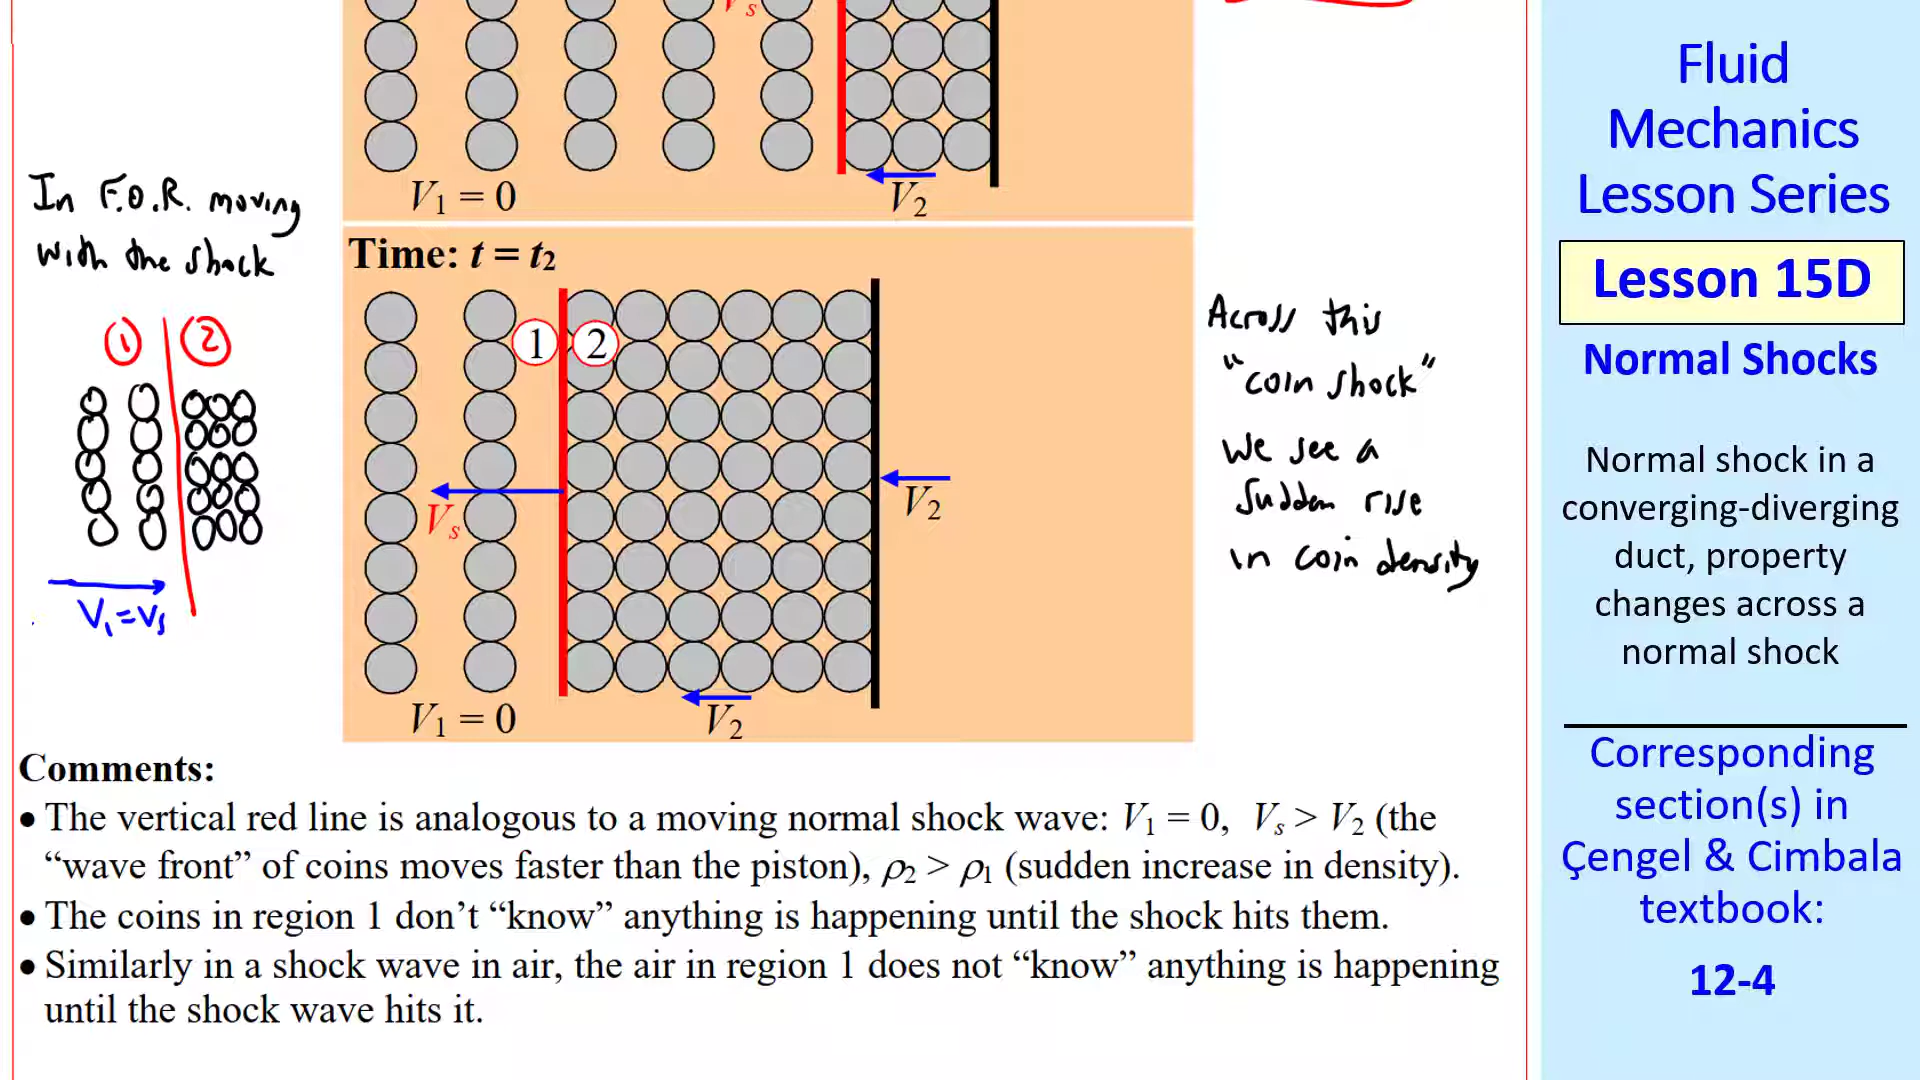 Vs
V1 = 0
V2
In F.O.R. moving
with the shock
1 2
V1=Vs
Time: t = t2
1 2
Vs
V2
V1 = 0
V2
Across this
"coin shock"
we see a
sudden rise
in coin density
Comments:
• The vertical red line is analogous to a moving normal shock wave: V1 = 0, Vs > V2 (the
“wave front” of coins moves faster than the piston), ρ2 > ρ1 (sudden increase in density).
• The coins in region 1 don’t “know” anything is happening until the shock hits them.
• Similarly in a shock wave in air, the air in region 1 does not “know” anything is happening
until the shock wave hits it.
Fluid
Mechanics
Lesson Series
Lesson 15D
Normal Shocks
Normal shock in a
converging-diverging
duct, property
changes across a
normal shock
Corresponding
section(s) in
Çengel & Cimbala
textbook:
12-4